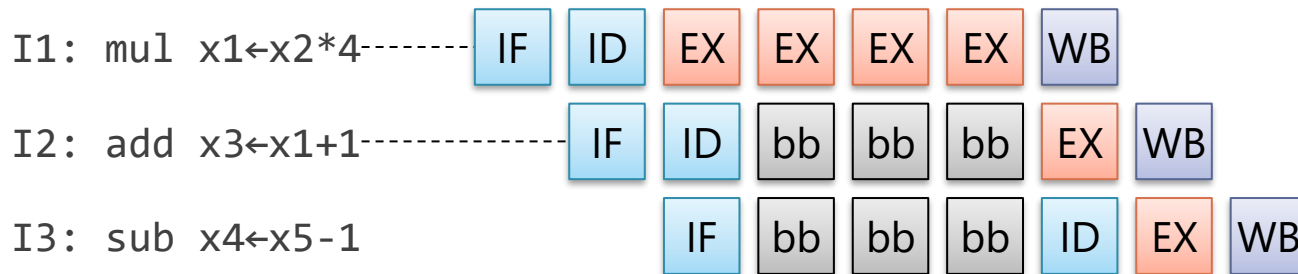 I1: mul x1←x2*4 IF ID EX EX EX EX WB
I2: add x3←x1+1 IF ID bb bb bb EX WB
I3: sub x4←x5-1 IF bb bb bb ID EX WB